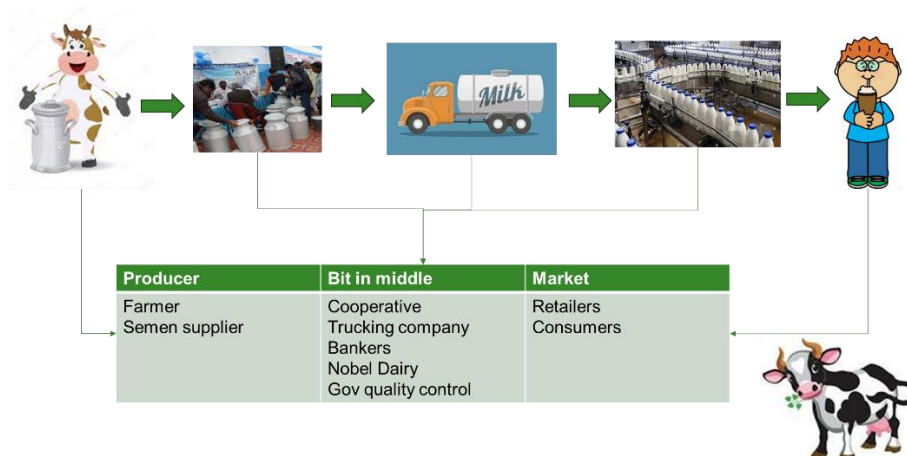 Milk
Producer
Bit in middle
Market
Farmer
Semen supplier
Cooperative
Trucking company
Bankers
Nobel Dairy
Gov quality control
Retailers
Consumers